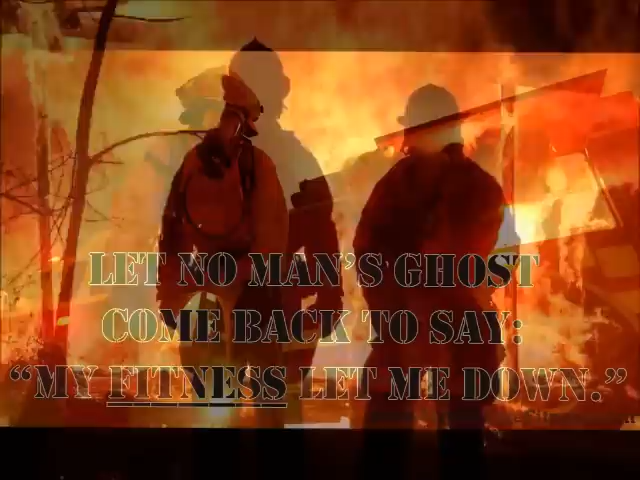 LET NO MAN'S GHOST
COME BACK TO SAY:
“MY FITNESS LET ME DOWN.”